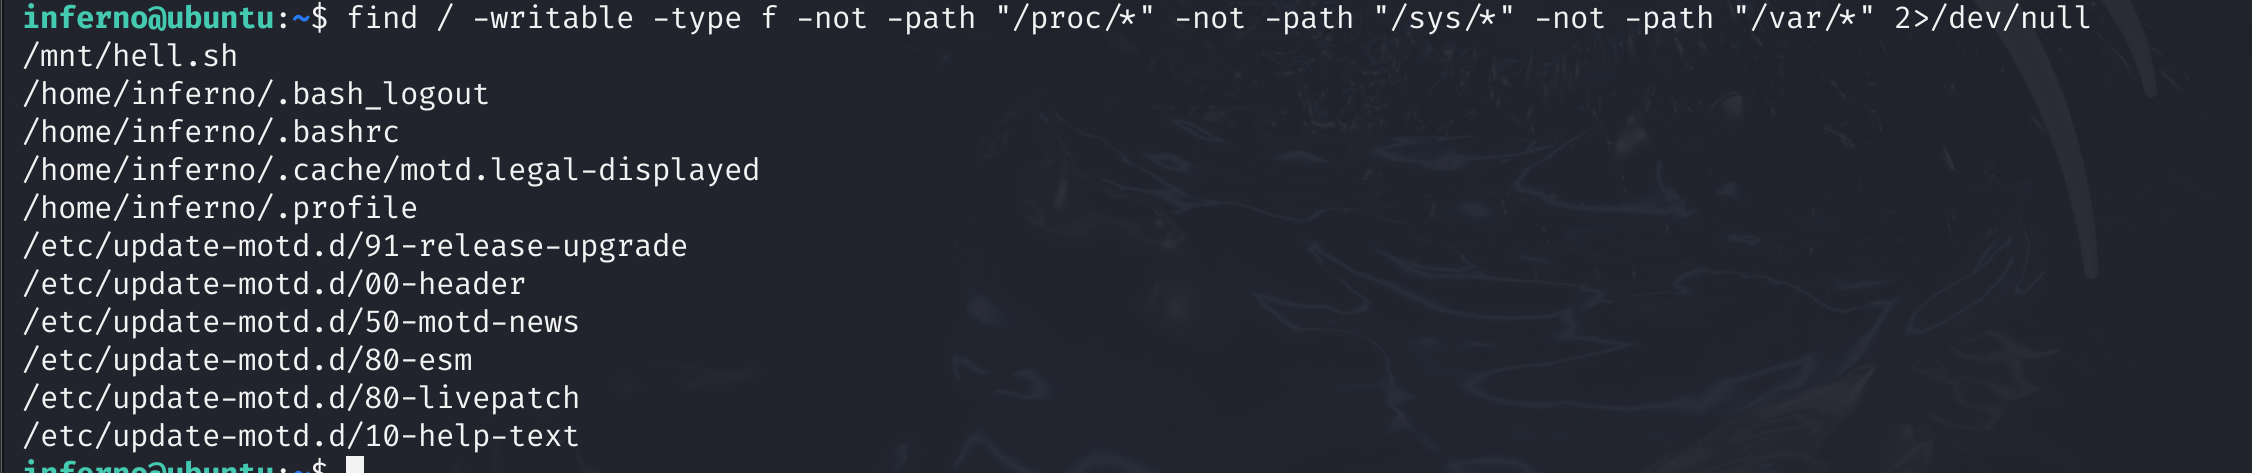 inferno@ubuntu:~$ find / -writable -type f -not -path "/proc/*" -not -path "/sys/*" -not -path "/var/*" 2>/dev/null
/mnt/hell.sh
/home/inferno/.bash_logout
/home/inferno/.bashrc
/home/inferno/.cache/motd.legal-displayed
/home/inferno/.profile
/etc/update-motd.d/91-release-upgrade
/etc/update-motd.d/00-header
/etc/update-motd.d/50-motd-news
/etc/update-motd.d/80-esm
/etc/update-motd.d/80-livepatch
/etc/update-motd.d/10-help-text
inferno@ubuntu:~$